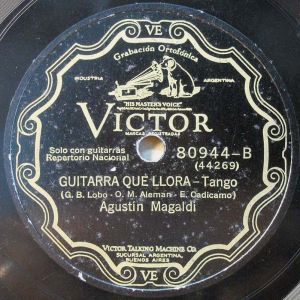 VE
Grabación Ortofónica
INDUSTRIA ARGENTINA
"HIS MASTER'S VOICE"
VICTOR
MARCAS REGISTRADAS
Solo con guitarras
Repertorio Nacional
80944-B
(44269)
GUITARRA QUE LLORA - Tango
(G. B. Lobo - O. M. Aleman - E. Cadicamo)
Agustin Magaldi
VICTOR TALKING MACHINE CO.
SUCURSAL ARGENTINA,
BUENOS AIRES
VE